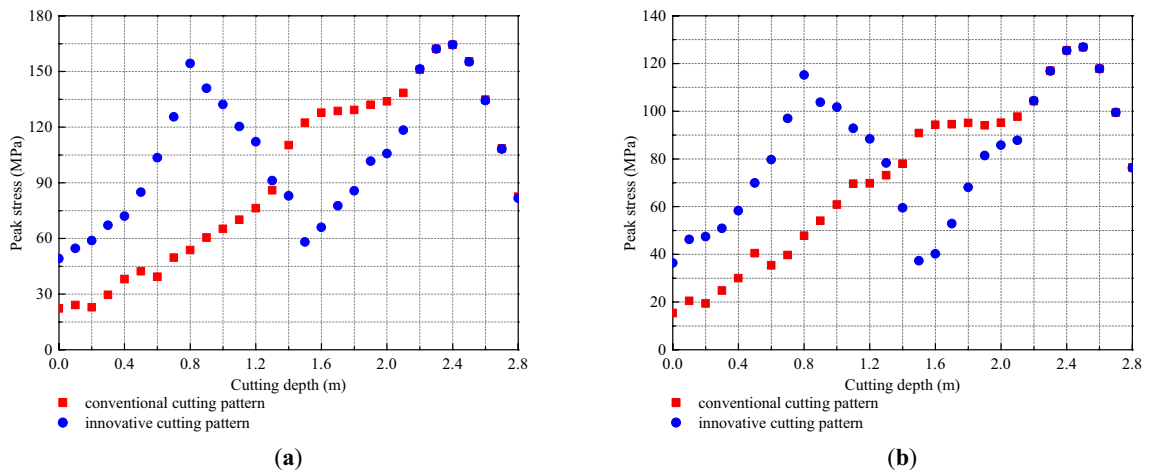 180
150
120
90
60
30
0
Peak stress (MPa)
0.0 0.4 0.8 1.2 1.6 2.0 2.4 2.8
Cutting depth (m)
conventional cutting pattern
innovative cutting pattern
(a)
140
120
100
80
60
40
20
0
Peak stress (MPa)
0.0 0.4 0.8 1.2 1.6 2.0 2.4 2.8
Cutting depth (m)
conventional cutting pattern
innovative cutting pattern
(b)